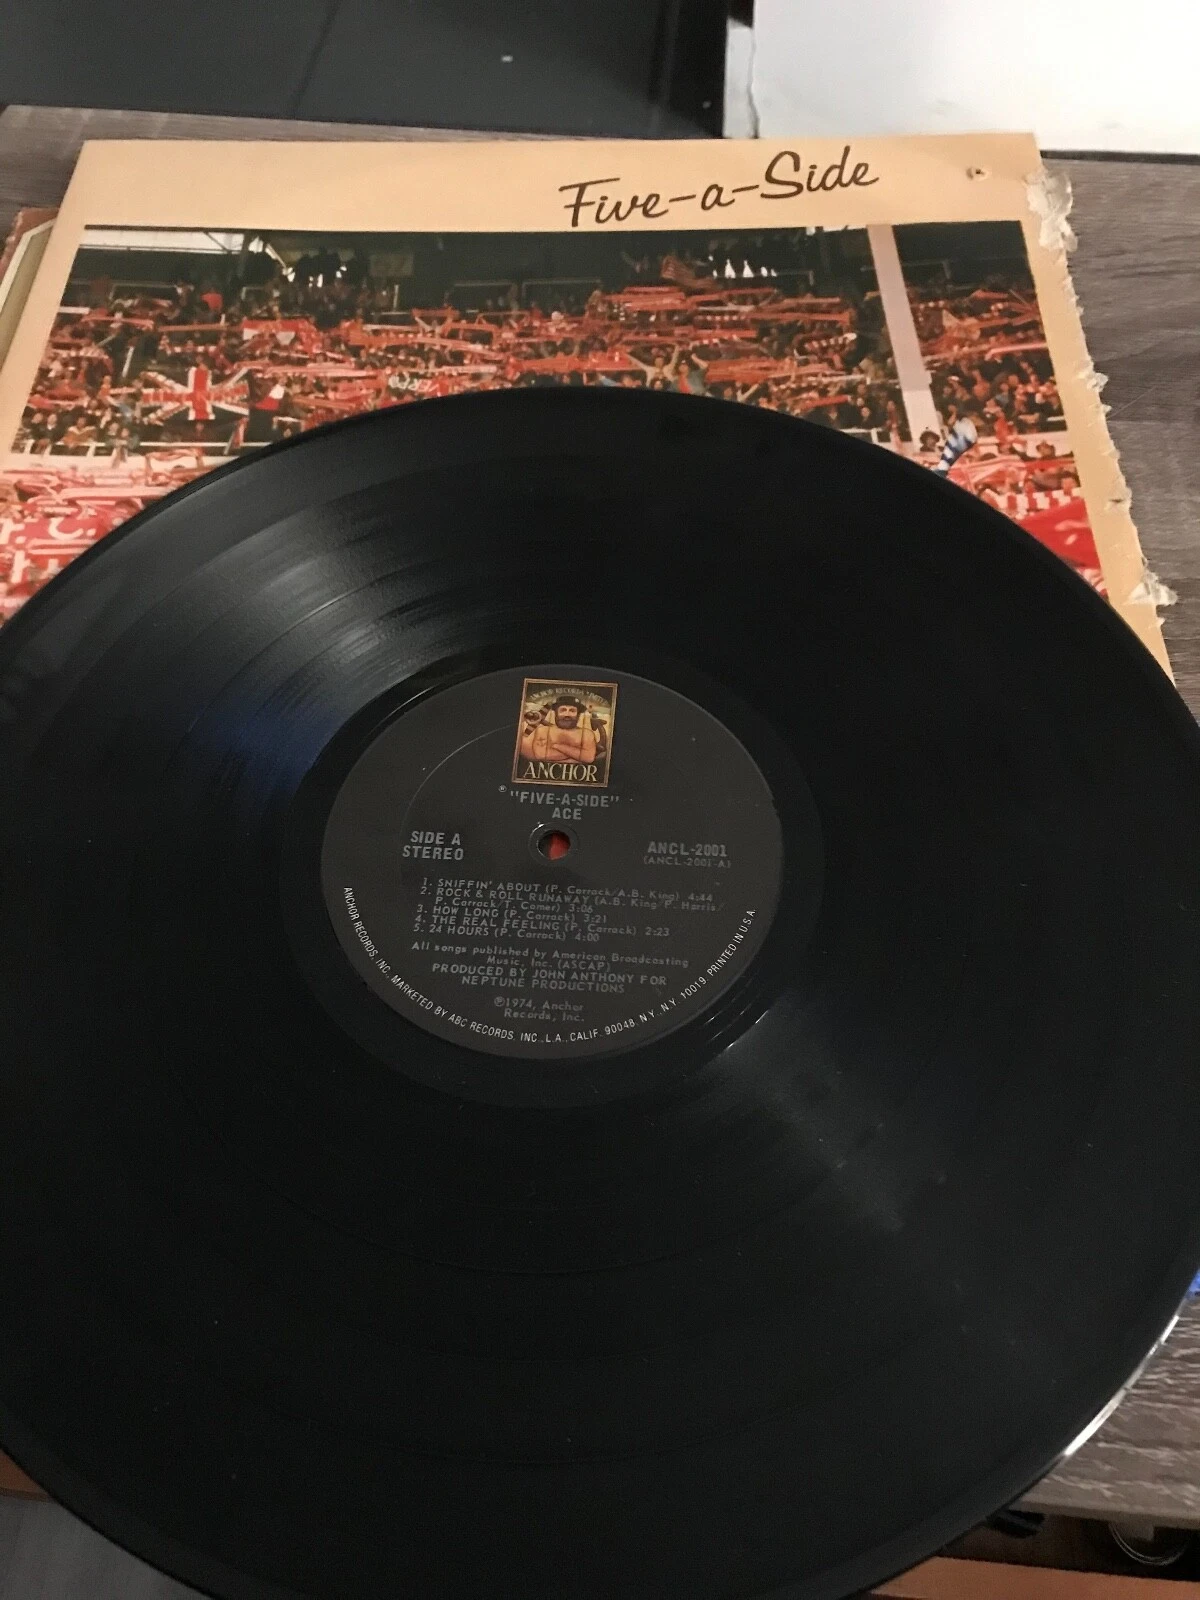 Five-a-Side
ANCHOR
"FIVE-A-SIDE"
ACE
SIDE A
STEREO
ANCL-2001
(ANCL-2001-A)
1. SNIFFIN' ABOUT (P. Carrack/A.B. King) 4:44
2. ROCK & ROLL RUNAWAY (A.B. King/P. Harris/
P. Carrack/T. Comer) 3:06
3. HOW LONG (P. Carrack) 3:21
4. THE REAL FEELING (P. Carrack) 2:23
5. 24 HOURS (P. Carrack) 4:00
All songs published by American Broadcasting
Music, Inc. (ASCAP)
PRODUCED BY JOHN ANTHONY FOR
NEPTUNE PRODUCTIONS
℗1974, Anchor
Records, Inc.
ANCHOR RECORDS, INC., MARKETED BY ABC RECORDS, INC., L.A., CALIF. 90048, N.Y., N.Y. 10019. PRINTED IN U.S.A.